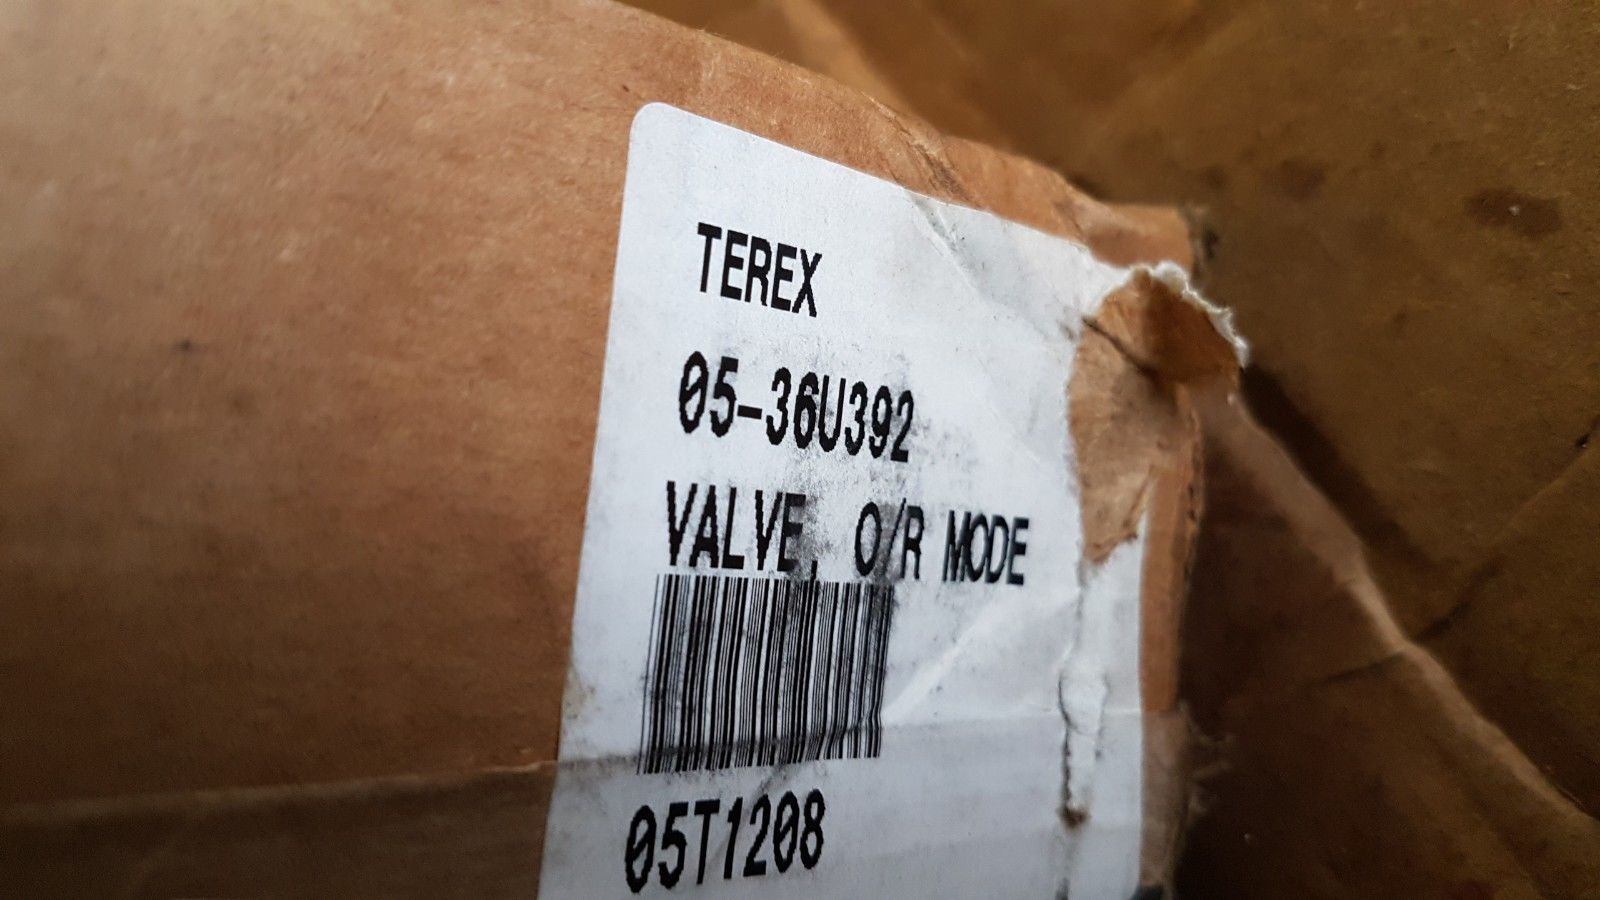 TEREX
05-36U392
VALVE, O/R MODE
05T1208